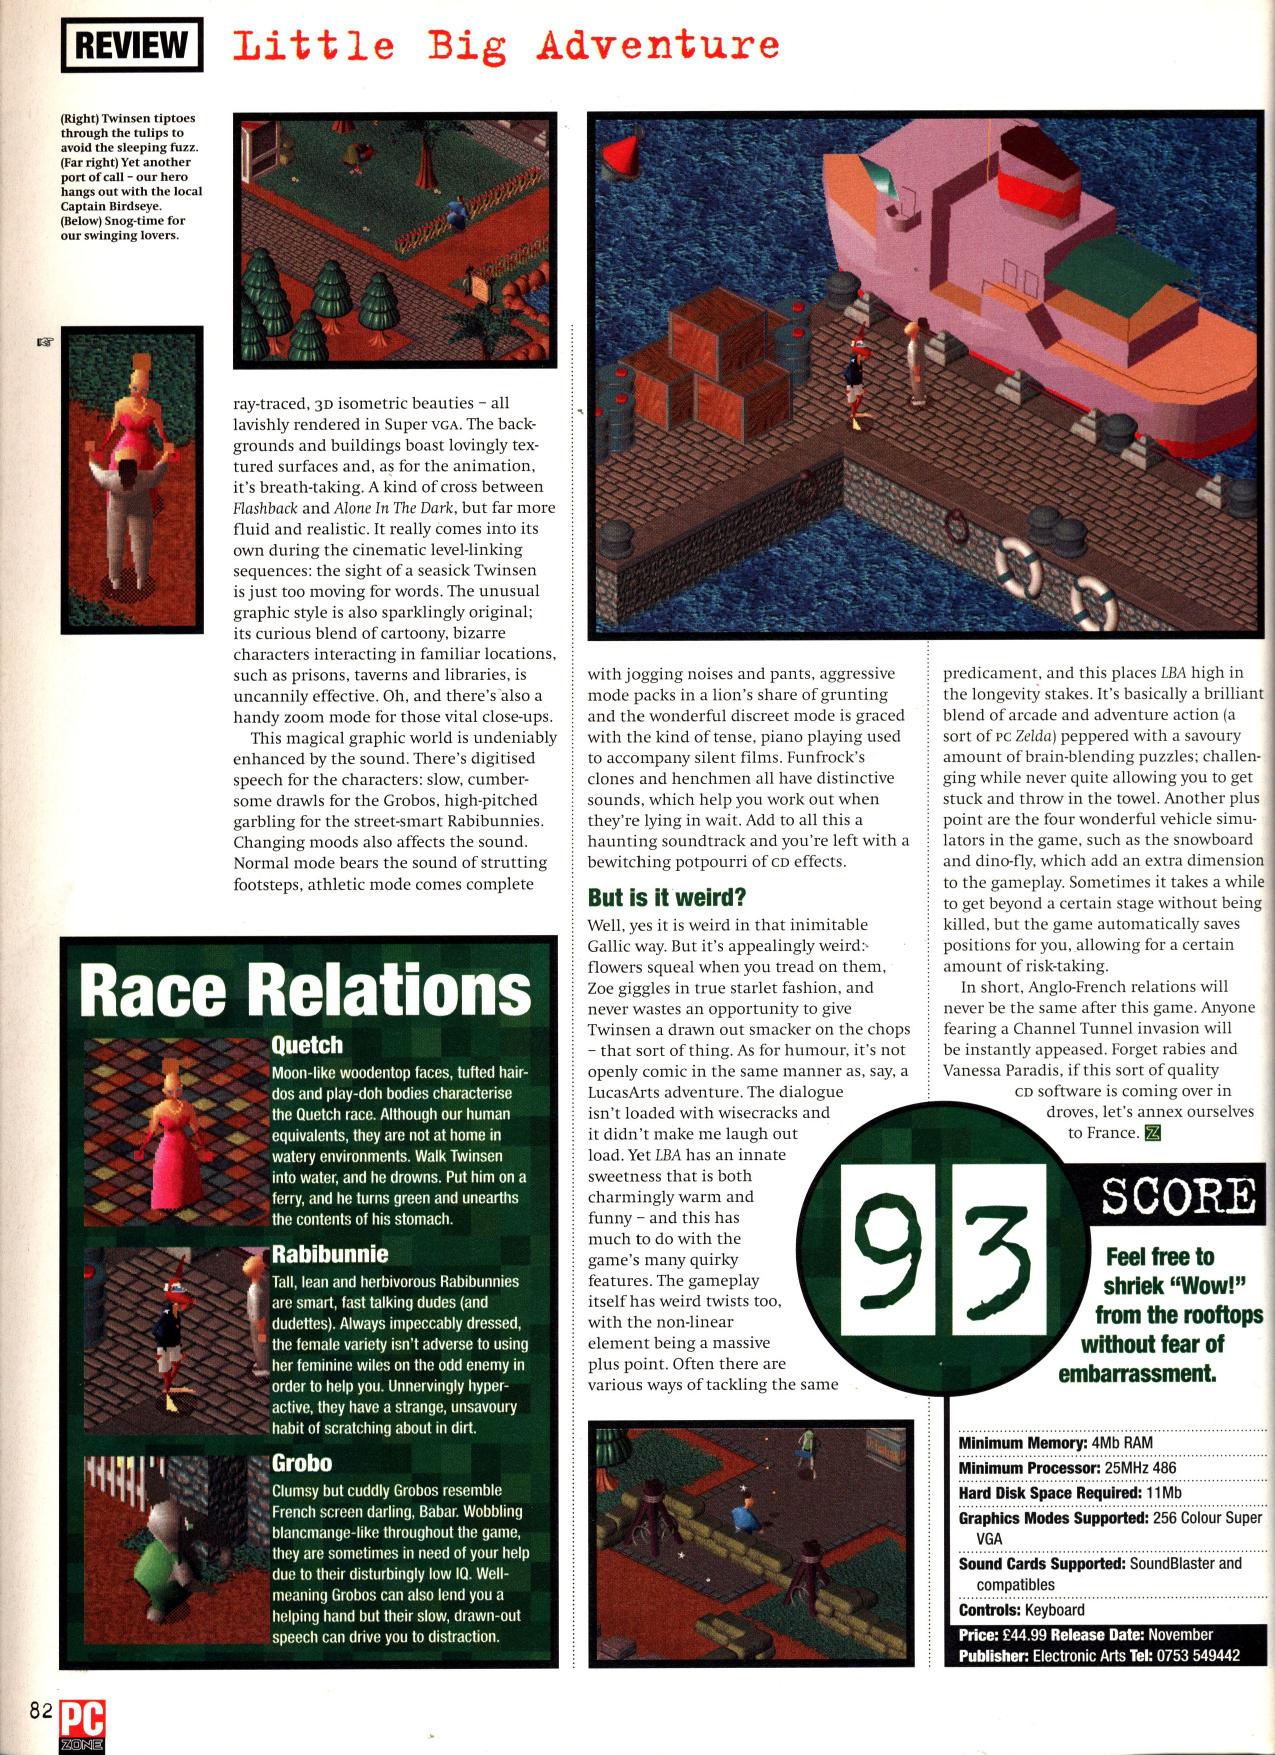 REVIEW
Little Big Adventure
(Right) Twinsen tiptoes
through the tulips to
avoid the sleeping fuzz.
(Far right) Yet another
port of call – our hero
hangs out with the local
Captain Birdseye.
(Below) Snog-time for
our swinging lovers.
ray-traced, 3D isometric beauties – all
lavishly rendered in Super VGA. The back-
grounds and buildings boast lovingly tex-
tured surfaces and, as for the animation,
it's breath-taking. A kind of cross between
Flashback and Alone In The Dark, but far more
fluid and realistic. It really comes into its
own during the cinematic level-linking
sequences: the sight of a seasick Twinsen
is just too moving for words. The unusual
graphic style is also sparklingly original;
its curious blend of cartoony, bizarre
characters interacting in familiar locations,
such as prisons, taverns and libraries, is
uncannily effective. Oh, and there's also a
handy zoom mode for those vital close-ups.
This magical graphic world is undeniably
enhanced by the sound. There's digitised
speech for the characters: slow, cumber-
some drawls for the Grobos, high-pitched
garbling for the street-smart Rabibunnies.
Changing moods also affects the sound.
Normal mode bears the sound of strutting
footsteps, athletic mode comes complete
with jogging noises and pants, aggressive
mode packs in a lion's share of grunting
and the wonderful discreet mode is graced
with the kind of tense, piano playing used
to accompany silent films. Funfrock's
clones and henchmen all have distinctive
sounds, which help you work out when
they're lying in wait. Add to all this a
haunting soundtrack and you're left with a
bewitching potpourri of CD effects.
But is it weird?
Well, yes it is weird in that inimitable
Gallic way. But it's appealingly weird:
flowers squeal when you tread on them,
Zoe giggles in true starlet fashion, and
never wastes an opportunity to give
Twinsen a drawn out smacker on the chops
– that sort of thing. As for humour, it's not
openly comic in the same manner as, say, a
LucasArts adventure. The dialogue
isn't loaded with wisecracks and
it didn't make me laugh out
load. Yet LBA has an innate
sweetness that is both
charmingly warm and
funny – and this has
much to do with the
game's many quirky
features. The gameplay
itself has weird twists too,
with the non-linear
element being a massive
plus point. Often there are
various ways of tackling the same
predicament, and this places LBA high in
the longevity stakes. It's basically a brilliant
blend of arcade and adventure action (a
sort of PC Zelda) peppered with a savoury
amount of brain-blending puzzles; challen-
ging while never quite allowing you to get
stuck and throw in the towel. Another plus
point are the four wonderful vehicle simu-
lators in the game, such as the snowboard
and dino-fly, which add an extra dimension
to the gameplay. Sometimes it takes a while
to get beyond a certain stage without being
killed, but the game automatically saves
positions for you, allowing for a certain
amount of risk-taking.
In short, Anglo-French relations will
never be the same after this game. Anyone
fearing a Channel Tunnel invasion will
be instantly appeased. Forget rabies and
Vanessa Paradis, if this sort of quality
CD software is coming over in
droves, let's annex ourselves
to France. Z
Race Relations
Quetch
Moon-like woodentop faces, tufted hair-
dos and play-doh bodies characterise
the Quetch race. Although our human
equivalents, they are not at home in
watery environments. Walk Twinsen
into water, and he drowns. Put him on a
ferry, and he turns green and unearths
the contents of his stomach.
Rabibunnie
Tall, lean and herbivorous Rabibunnies
are smart, fast talking dudes (and
dudettes). Always impeccably dressed,
the female variety isn't adverse to using
her feminine wiles on the odd enemy in
order to help you. Unnervingly hyper-
active, they have a strange, unsavoury
habit of scratching about in dirt.
Grobo
Clumsy but cuddly Grobos resemble
French screen darling, Babar. Wobbling
blancmange-like throughout the game,
they are sometimes in need of your help
due to their disturbingly low IQ. Well-
meaning Grobos can also lend you a
helping hand but their slow, drawn-out
speech can drive you to distraction.
93
SCORE
Feel free to
shriek "Wow!"
from the rooftops
without fear of
embarrassment.
Minimum Memory: 4Mb RAM
Minimum Processor: 25MHz 486
Hard Disk Space Required: 11Mb
Graphics Modes Supported: 256 Colour Super
VGA
Sound Cards Supported: SoundBlaster and
compatibles
Controls: Keyboard
Price: £44.99 Release Date: November
Publisher: Electronic Arts Tel: 0753 549442
82
PC
ZONE